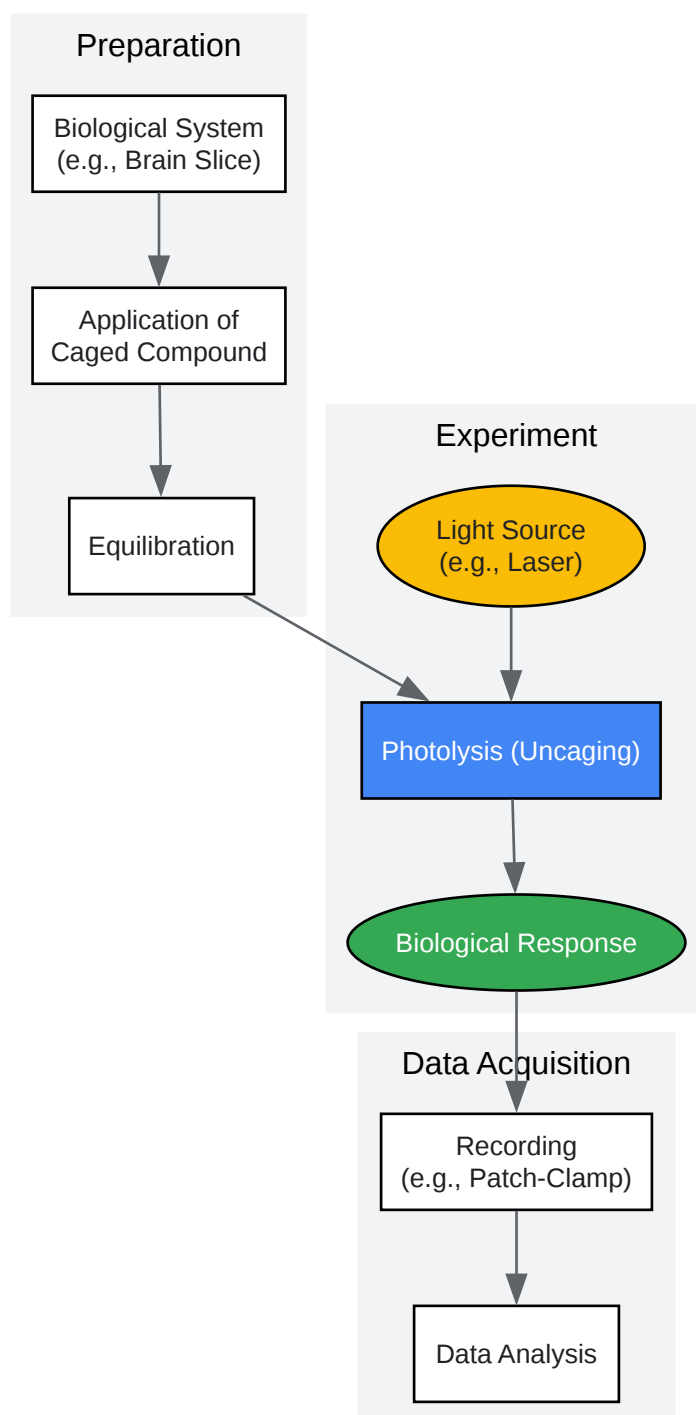 Preparation
Biological System
(e.g., Brain Slice)
Application of
Caged Compound
Equilibration
Experiment
Light Source
(e.g., Laser)
Photolysis (Uncaging)
Biological Response
Data Acquisition
Recording
(e.g., Patch-Clamp)
Data Analysis